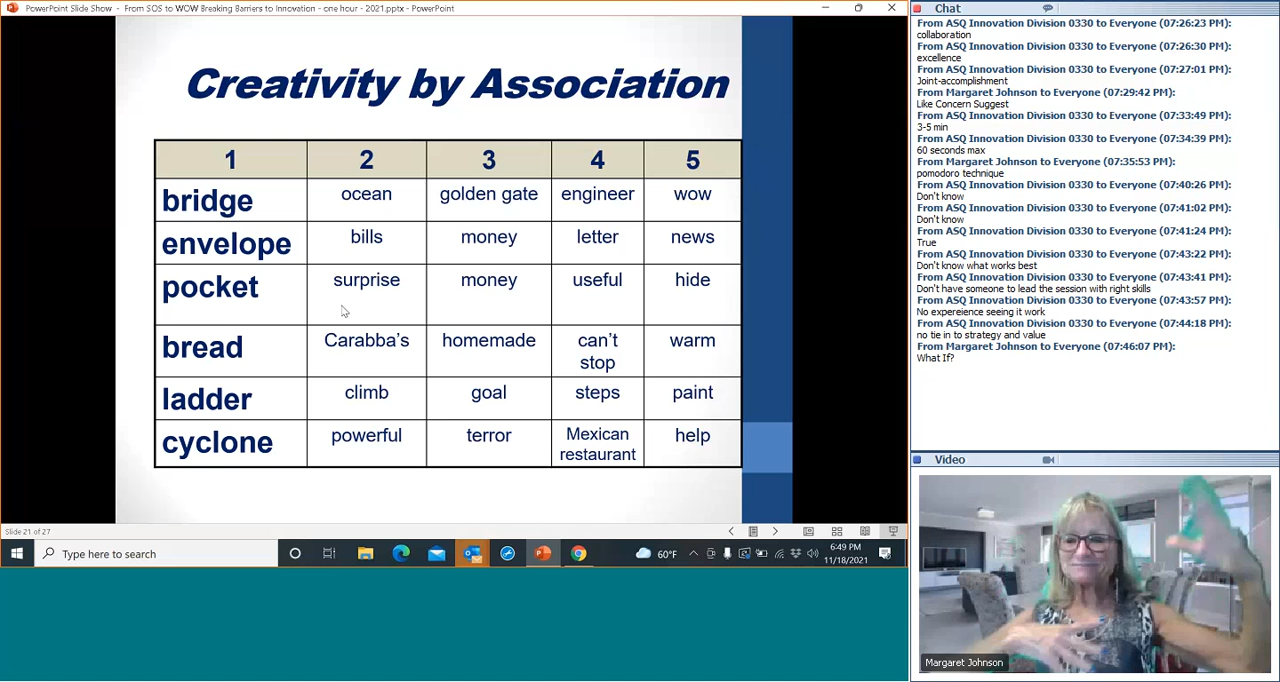 PowerPoint Slide Show - From SOS to WOW Breaking Barriers to Innovation - one hour - 2021.pptx - PowerPoint
Creativity by Association
1 2 3 4 5
bridge ocean golden gate engineer wow
envelope bills money letter news
pocket surprise money useful hide
bread Carabba's homemade can't stop warm
ladder climb goal steps paint
cyclone powerful terror Mexican restaurant help
Slide 21 of 27
Type here to search
60°F
6:49 PM
11/18/2021
Chat
From ASQ Innovation Division 0330 to Everyone (07:26:23 PM):
collaboration
From ASQ Innovation Division 0330 to Everyone (07:26:30 PM):
excellence
From ASQ Innovation Division 0330 to Everyone (07:27:01 PM):
Joint-accomplishment
From Margaret Johnson to Everyone (07:29:42 PM):
Like Concern Suggest
From ASQ Innovation Division 0330 to Everyone (07:33:49 PM):
3-5 min
From ASQ Innovation Division 0330 to Everyone (07:34:39 PM):
60 seconds max
From Margaret Johnson to Everyone (07:35:53 PM):
pomodoro technique
From ASQ Innovation Division 0330 to Everyone (07:40:26 PM):
Don't know
From ASQ Innovation Division 0330 to Everyone (07:41:02 PM):
Don't know
From ASQ Innovation Division 0330 to Everyone (07:41:24 PM):
True
From ASQ Innovation Division 0330 to Everyone (07:43:22 PM):
Don't know what works best
From ASQ Innovation Division 0330 to Everyone (07:43:41 PM):
Don't have someone to lead the session with right skills
From ASQ Innovation Division 0330 to Everyone (07:43:57 PM):
No expereience seeing it work
From ASQ Innovation Division 0330 to Everyone (07:44:18 PM):
no tie in to strategy and value
From Margaret Johnson to Everyone (07:46:07 PM):
What If?
Video
Margaret Johnson